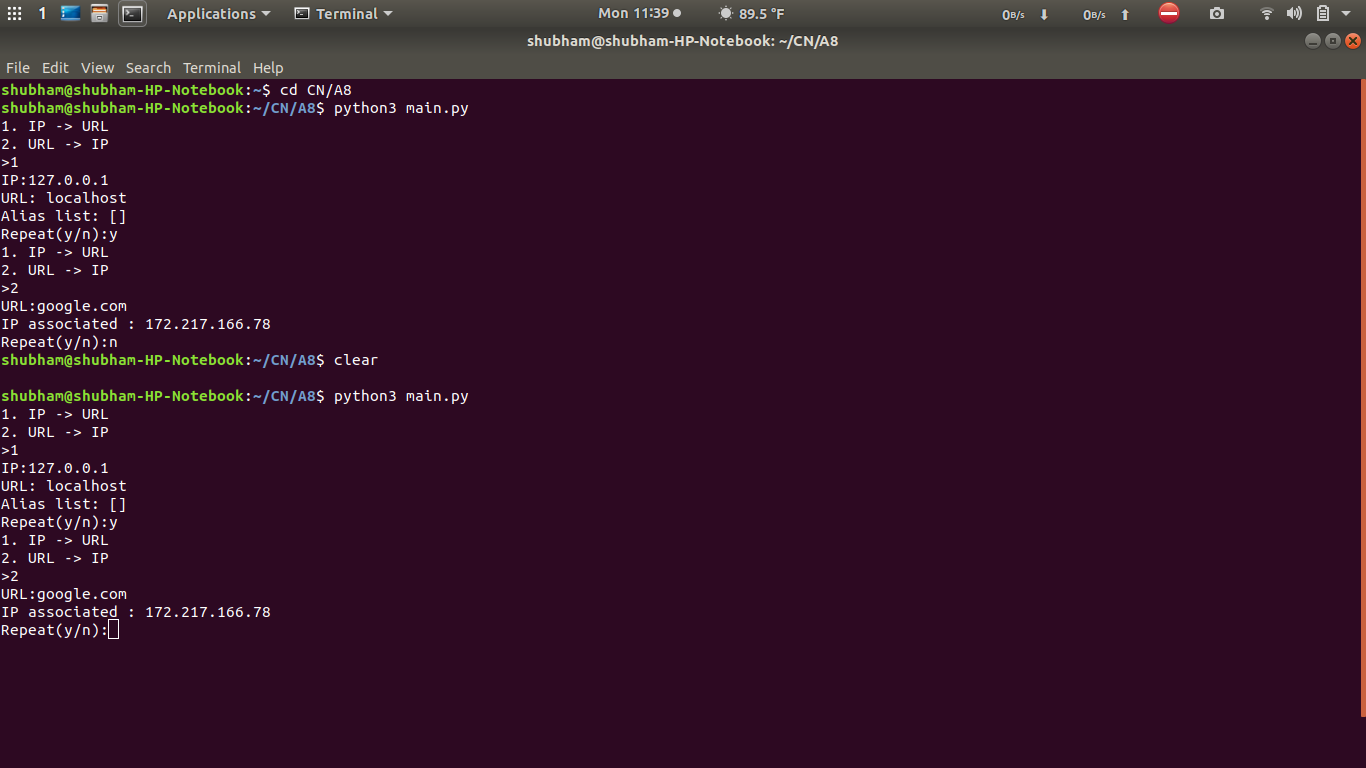 1 Applications Terminal Mon 11:39 89.5 °F 0B/s 0B/s
shubham@shubham-HP-Notebook: ~/CN/A8
File Edit View Search Terminal Help
shubham@shubham-HP-Notebook:~$ cd CN/A8
shubham@shubham-HP-Notebook:~/CN/A8$ python3 main.py
1. IP -> URL
2. URL -> IP
>1
IP:127.0.0.1
URL: localhost
Alias list: []
Repeat(y/n):y
1. IP -> URL
2. URL -> IP
>2
URL:google.com
IP associated : 172.217.166.78
Repeat(y/n):n
shubham@shubham-HP-Notebook:~/CN/A8$ clear
shubham@shubham-HP-Notebook:~/CN/A8$ python3 main.py
1. IP -> URL
2. URL -> IP
>1
IP:127.0.0.1
URL: localhost
Alias list: []
Repeat(y/n):y
1. IP -> URL
2. URL -> IP
>2
URL:google.com
IP associated : 172.217.166.78
Repeat(y/n):